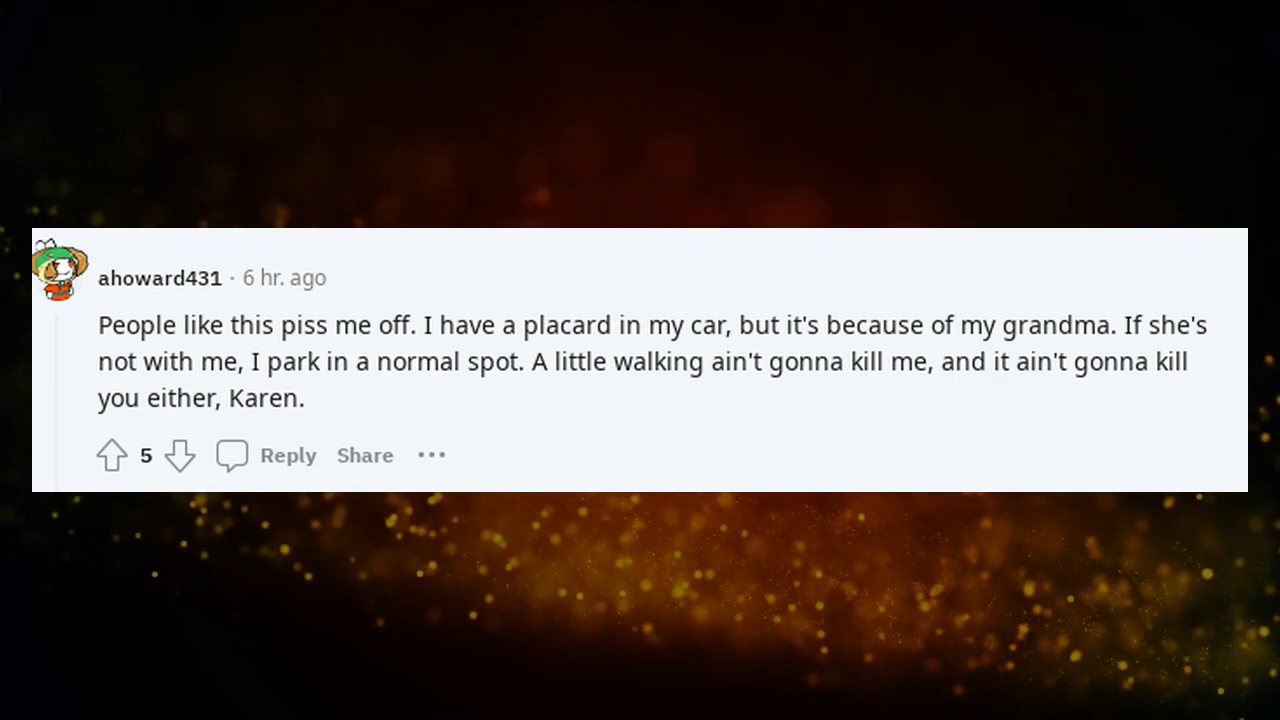 ahoward431 · 6 hr. ago
People like this piss me off. I have a placard in my car, but it's because of my grandma. If she's
not with me, I park in a normal spot. A little walking ain't gonna kill me, and it ain't gonna kill
you either, Karen.
5 Reply Share ···